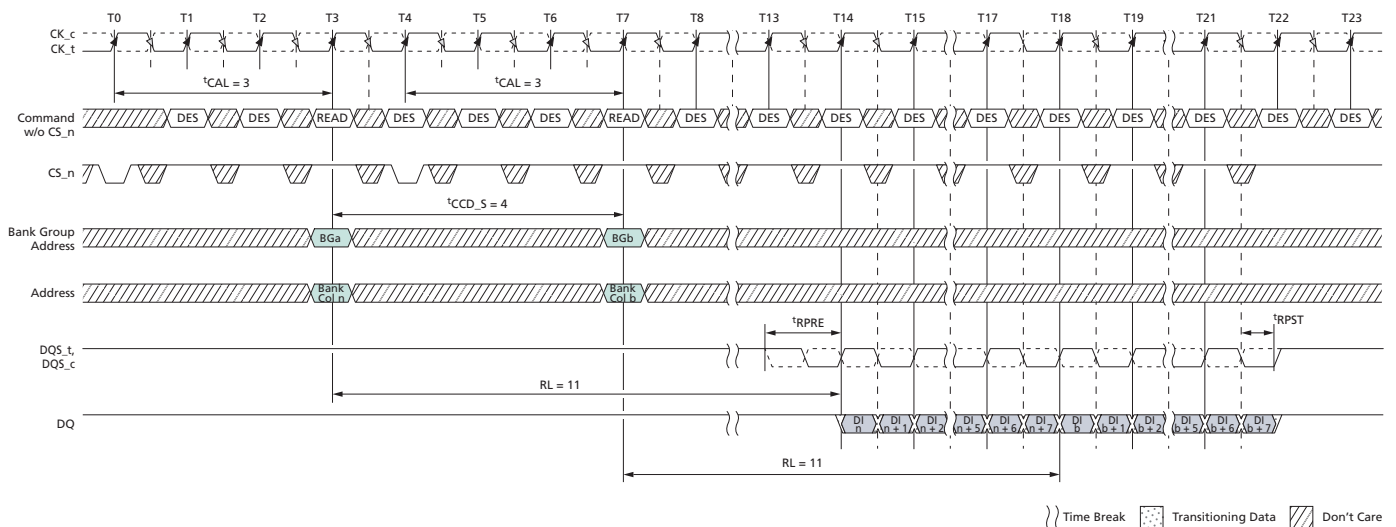 T0 T1 T2 T3 T4 T5 T6 T7 T8 T13 T14 T15 T17 T18 T19 T21 T22 T23
CK_c
CK_t
tCAL = 3 tCAL = 3
Command w/o CS_n DES DES READ DES DES DES READ DES DES DES DES DES DES DES DES DES DES
CS_n
tCCD_S = 4
Bank Group Address BGa BGb
Address Bank Col n Bank Col b
tRPRE tRPST
DQS_t, DQS_c
RL = 11
DQ DI n DI n + 1 DI n + 2 DI n + 5 DI n + 6 DI n + 7 DI b DI b + 1 DI b + 2 DI b + 5 DI b + 6 DI b + 7
RL = 11
Time Break Transitioning Data Don't Care